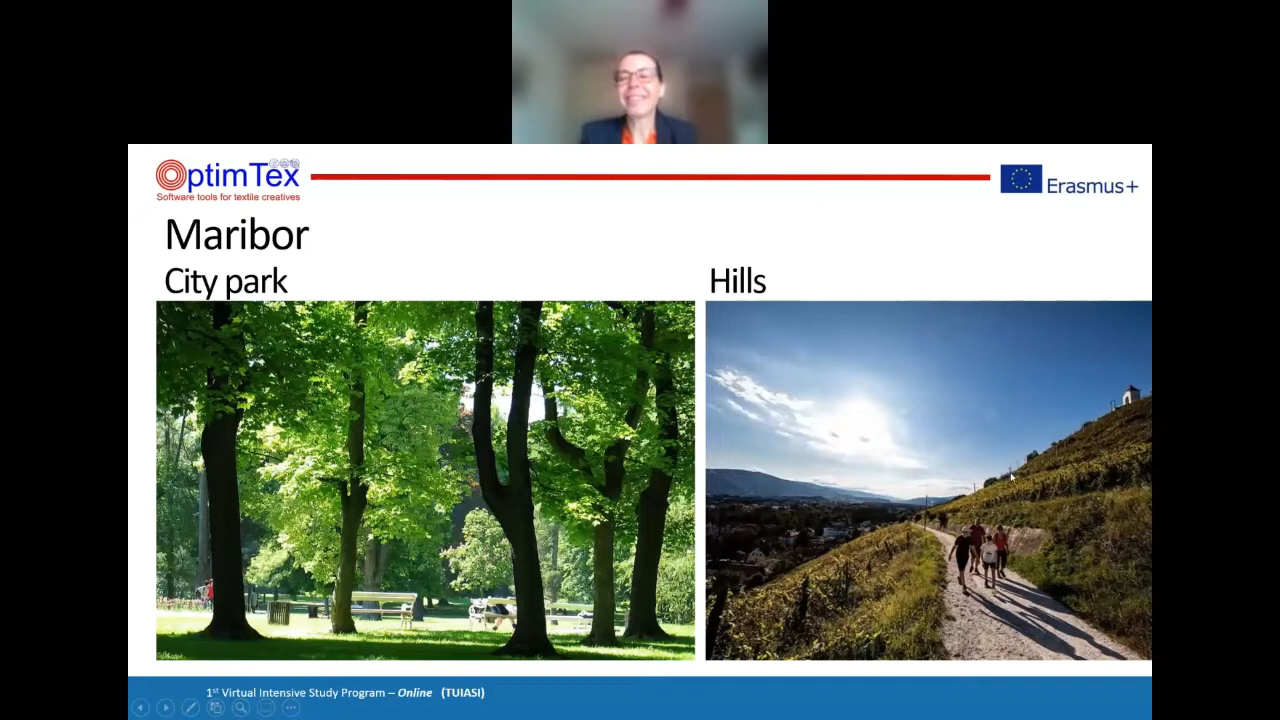 OptimTex
Software tools for textile creatives
Erasmus+
Maribor
City park
Hills
1st Virtual Intensive Study Program – Online (TUIASI)